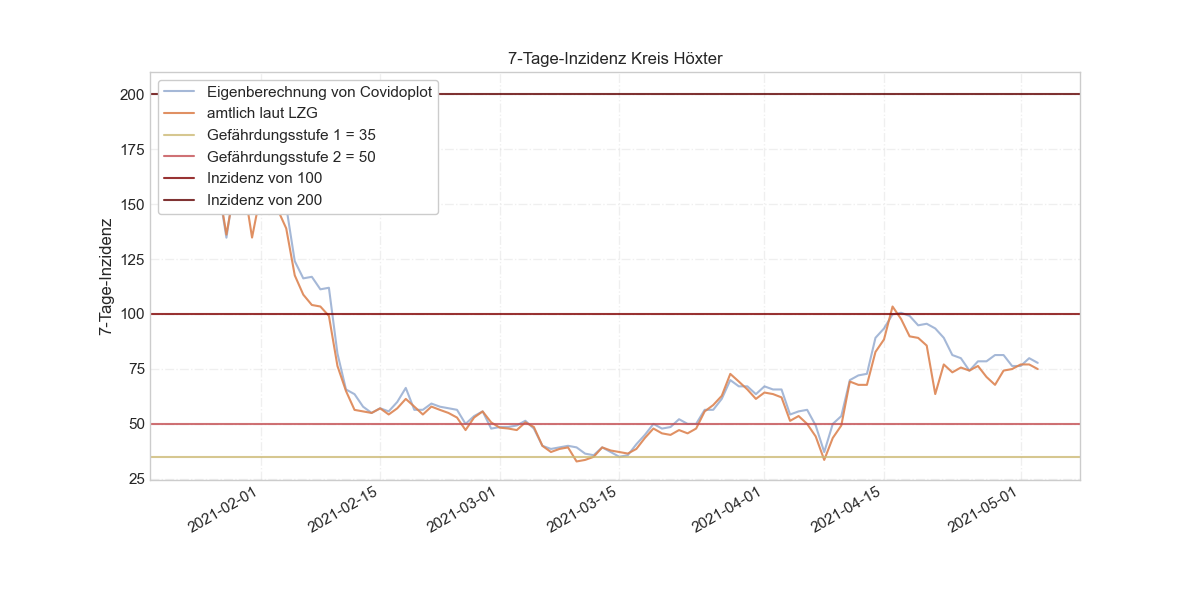 7-Tage-Inzidenz Kreis Höxter
7-Tage-Inzidenz
200
175
150
125
100
75
50
25
Eigenberechnung von Covidoplot
amtlich laut LZG
Gefährdungsstufe 1 = 35
Gefährdungsstufe 2 = 50
Inzidenz von 100
Inzidenz von 200
2021-02-01
2021-02-15
2021-03-01
2021-03-15
2021-04-01
2021-04-15
2021-05-01